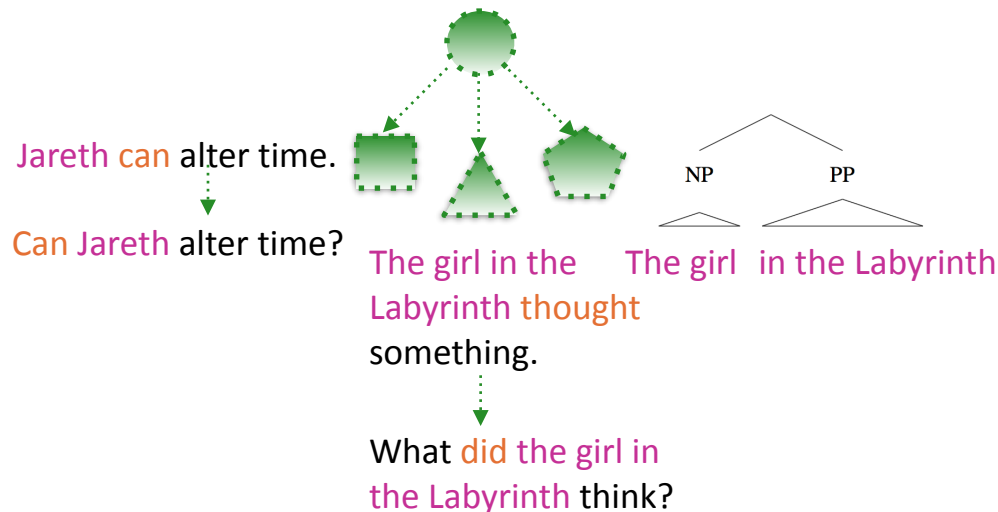 Jareth can alter time.
Can Jareth alter time?
The girl in the
Labyrinth thought
something.
What did the girl in
the Labyrinth think?
NP PP
The girl in the Labyrinth